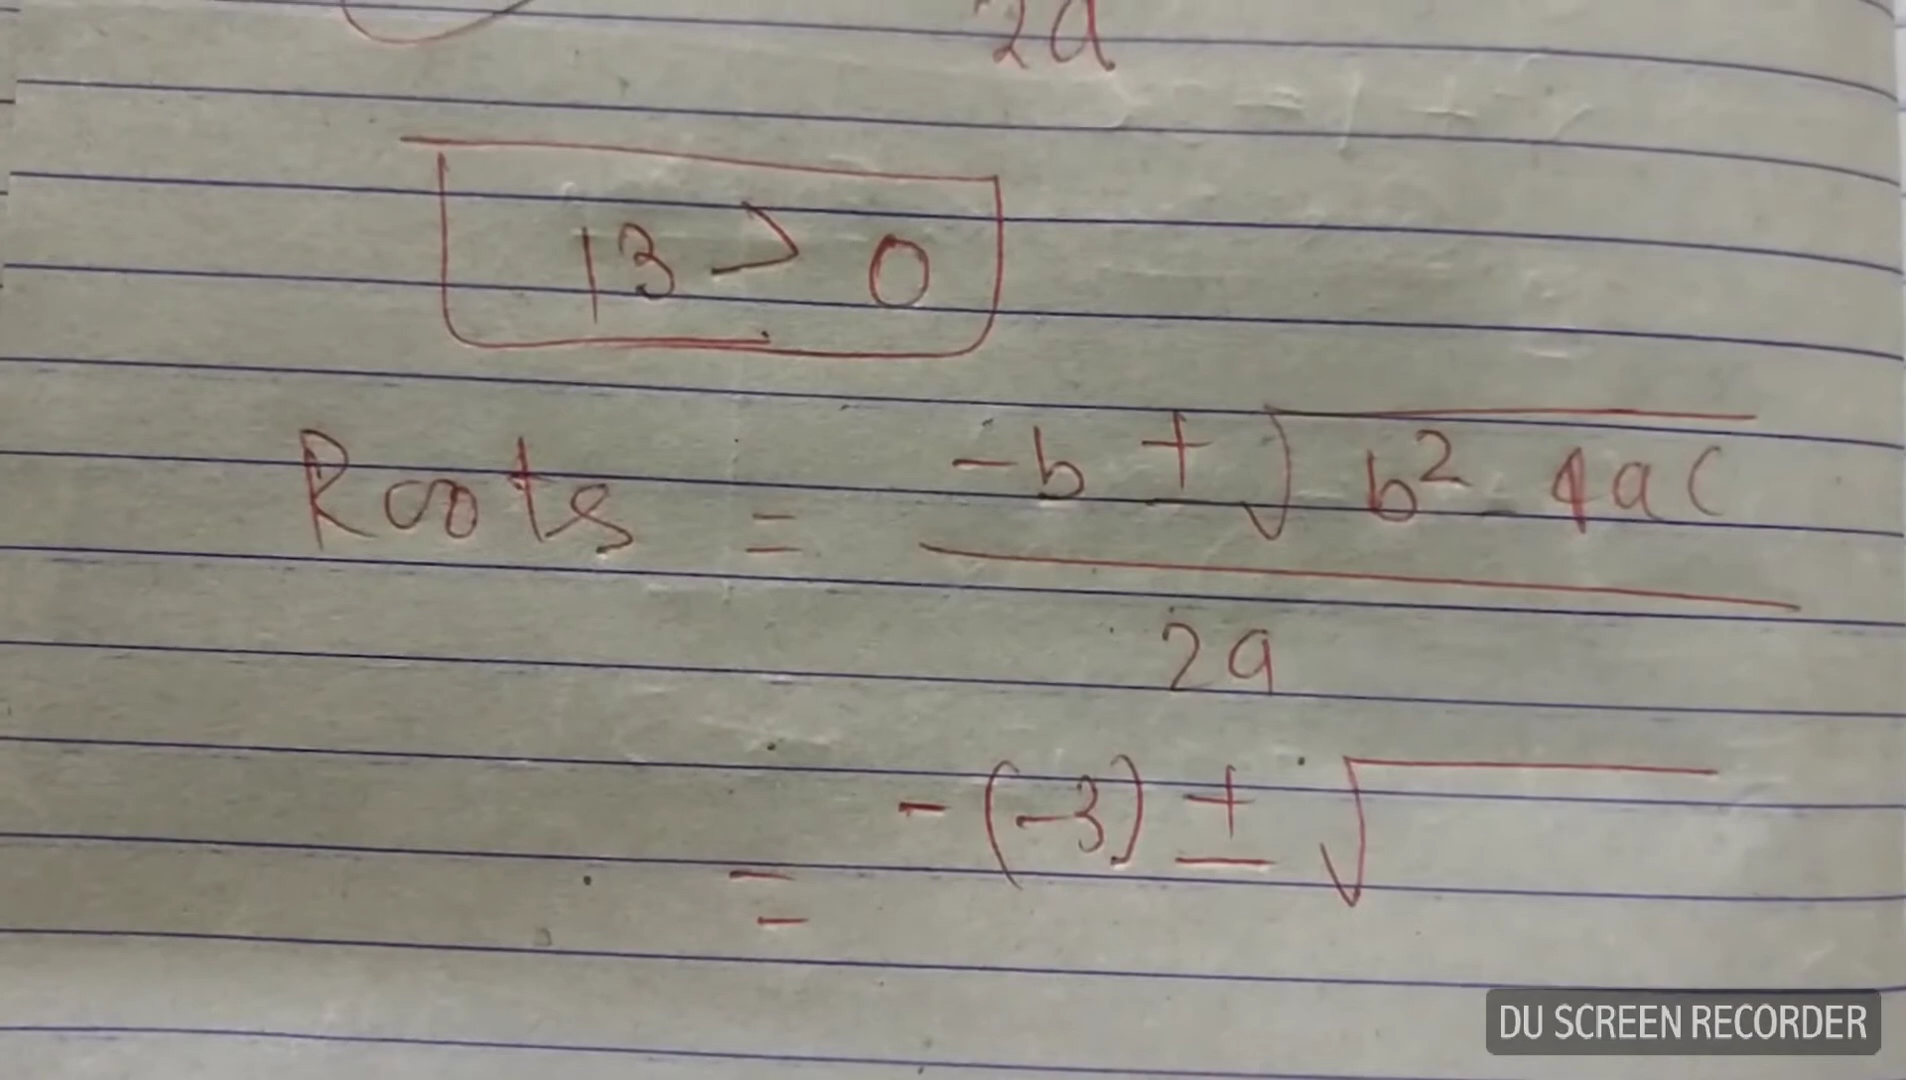 2a
13 > 0
Roots = -b ± √b² - 4ac
2a
= -(-3) ± √
DU SCREEN RECORDER